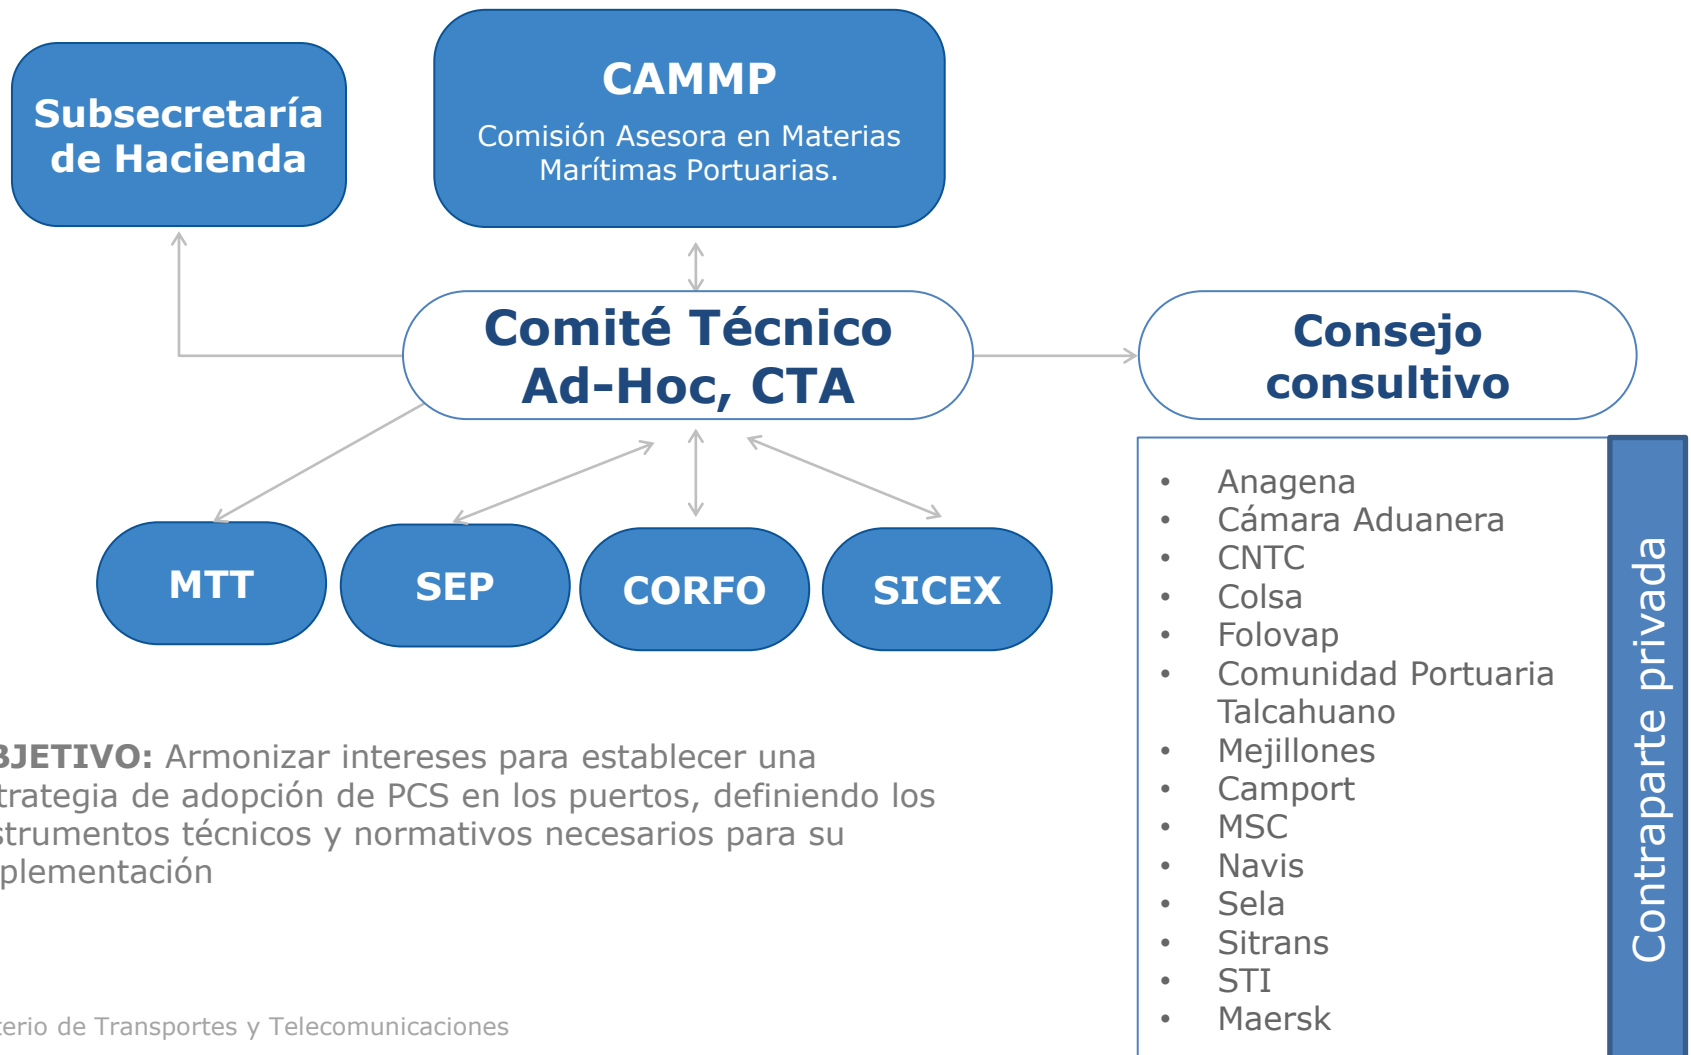 Subsecretaría
de Hacienda
CAMMP
Comisión Asesora en Materias
Marítimas Portuarias.
Comité Técnico
Ad-Hoc, CTA
Consejo
consultivo
MTT
SEP
CORFO
SICEX
• Anagena
• Cámara Aduanera
• CNTC
• Colsa
• Folovap
• Comunidad Portuaria
Talcahuano
• Mejillones
• Camport
• MSC
• Navis
• Sela
• Sitrans
• STI
• Maersk
Contraparte privada
BJETIVO: Armonizar intereses para establecer una
trategia de adopción de PCS en los puertos, definiendo los
strumentos técnicos y normativos necesarios para su
plementación
terio de Transportes y Telecomunicaciones